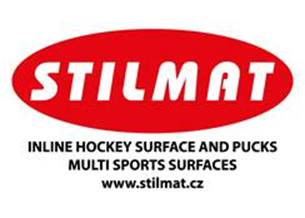 STILMAT
INLINE HOCKEY SURFACE AND PUCKS
MULTI SPORTS SURFACES
www.stilmat.cz